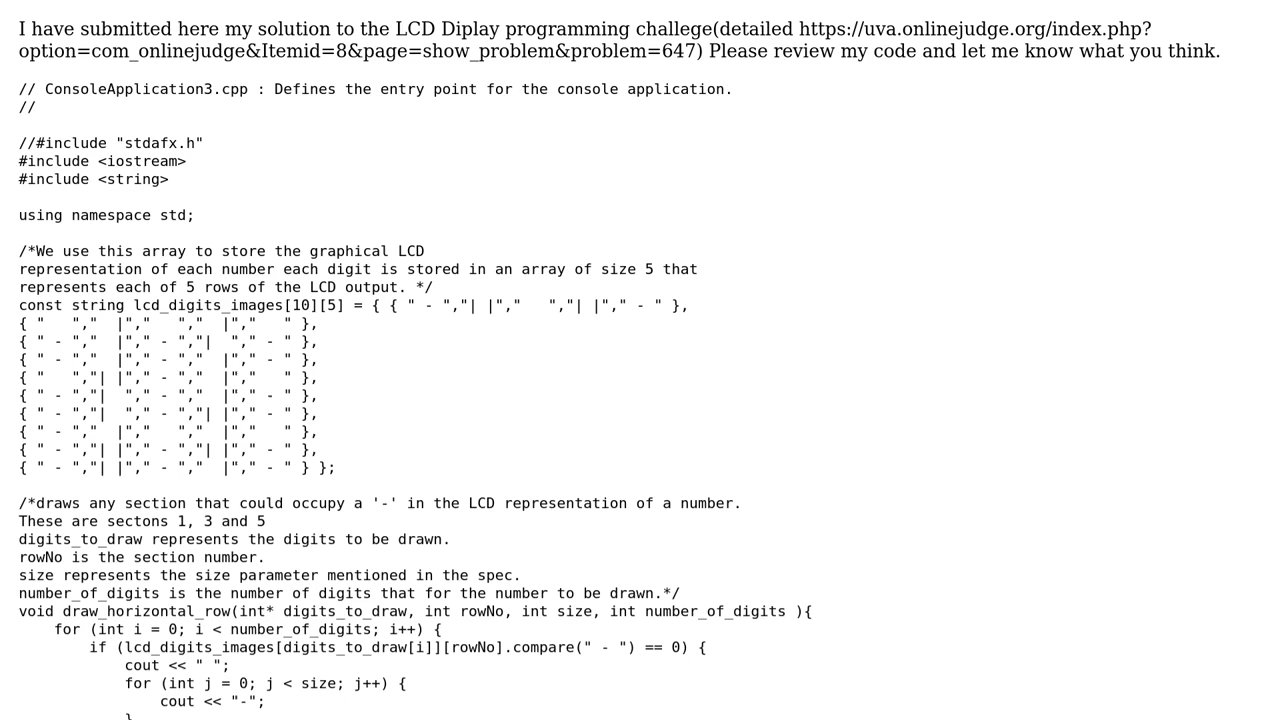 I have submitted here my solution to the LCD Diplay programming challege(detailed https://uva.onlinejudge.org/index.php?
option=com_onlinejudge&Itemid=8&page=show_problem&problem=647) Please review my code and let me know what you think.
// ConsoleApplication3.cpp : Defines the entry point for the console application.
//
//#include "stdafx.h"
#include <iostream>
#include <string>
using namespace std;
/*We use this array to store the graphical LCD
representation of each number each digit is stored in an array of size 5 that
represents each of 5 rows of the LCD output. */
const string lcd_digits_images[10][5] = { { " - ","| |","   ","| |"," - " },
{ "   ","  |","   ","  |","   " },
{ " - ","  |"," - ","|  "," - " },
{ " - ","  |"," - ","  |"," - " },
{ "   ","| |"," - ","  |","   " },
{ " - ","|  "," - ","  |"," - " },
{ " - ","|  "," - ","| |"," - " },
{ " - ","  |","   ","  |","   " },
{ " - ","| |"," - ","| |"," - " },
{ " - ","| |"," - ","  |"," - " } };
/*draws any section that could occupy a '-' in the LCD representation of a number.
These are sectons 1, 3 and 5
digits_to_draw represents the digits to be drawn.
rowNo is the section number.
size represents the size parameter mentioned in the spec.
number_of_digits is the number of digits that for the number to be drawn.*/
void draw_horizontal_row(int* digits_to_draw, int rowNo, int size, int number_of_digits ){
    for (int i = 0; i < number_of_digits; i++) {
        if (lcd_digits_images[digits_to_draw[i]][rowNo].compare(" - ") == 0) {
            cout << " ";
            for (int j = 0; j < size; j++) {
                cout << "-";
            }